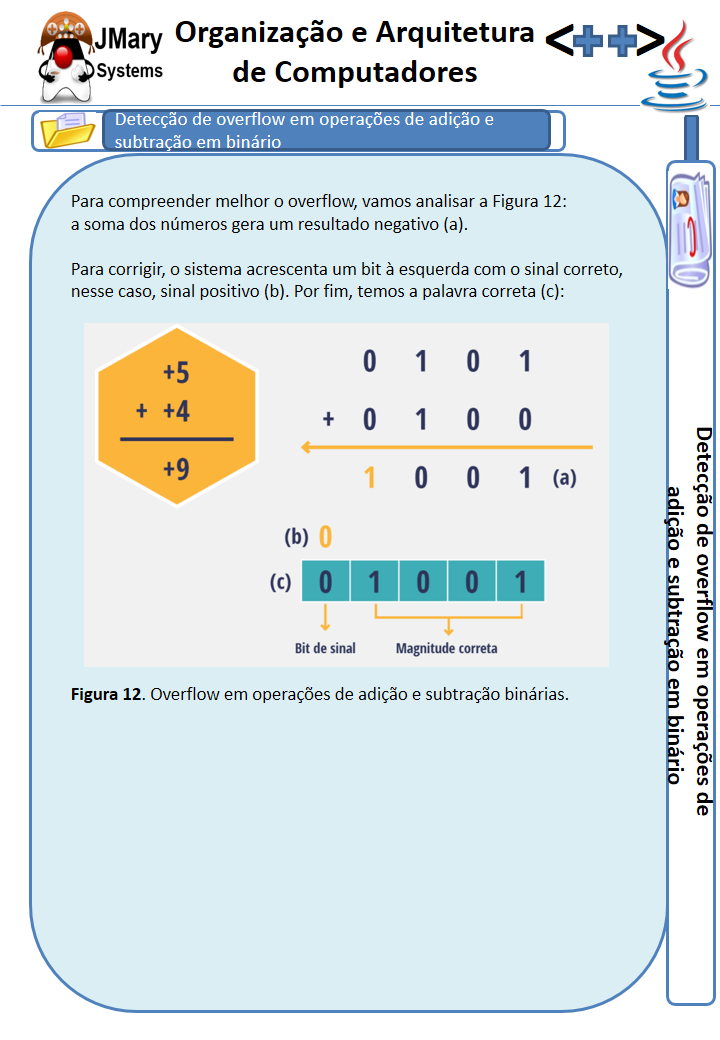 JMary
Systems
Organização e Arquitetura
de Computadores
<++>
Detecção de overflow em operações de adição e
subtração em binário
Para compreender melhor o overflow, vamos analisar a Figura 12:
a soma dos números gera um resultado negativo (a).
Para corrigir, o sistema acrescenta um bit à esquerda com o sinal correto,
nesse caso, sinal positivo (b). Por fim, temos a palavra correta (c):
+5
+ +4
+9
0 1 0 1
+ 0 1 0 0
1 0 0 1 (a)
(b) 0
(c) 0 1 0 0 1
Bit de sinal Magnitude correta
Figura 12. Overflow em operações de adição e subtração binárias.
Detecção de overflow em operações de
adição e subtração em binário